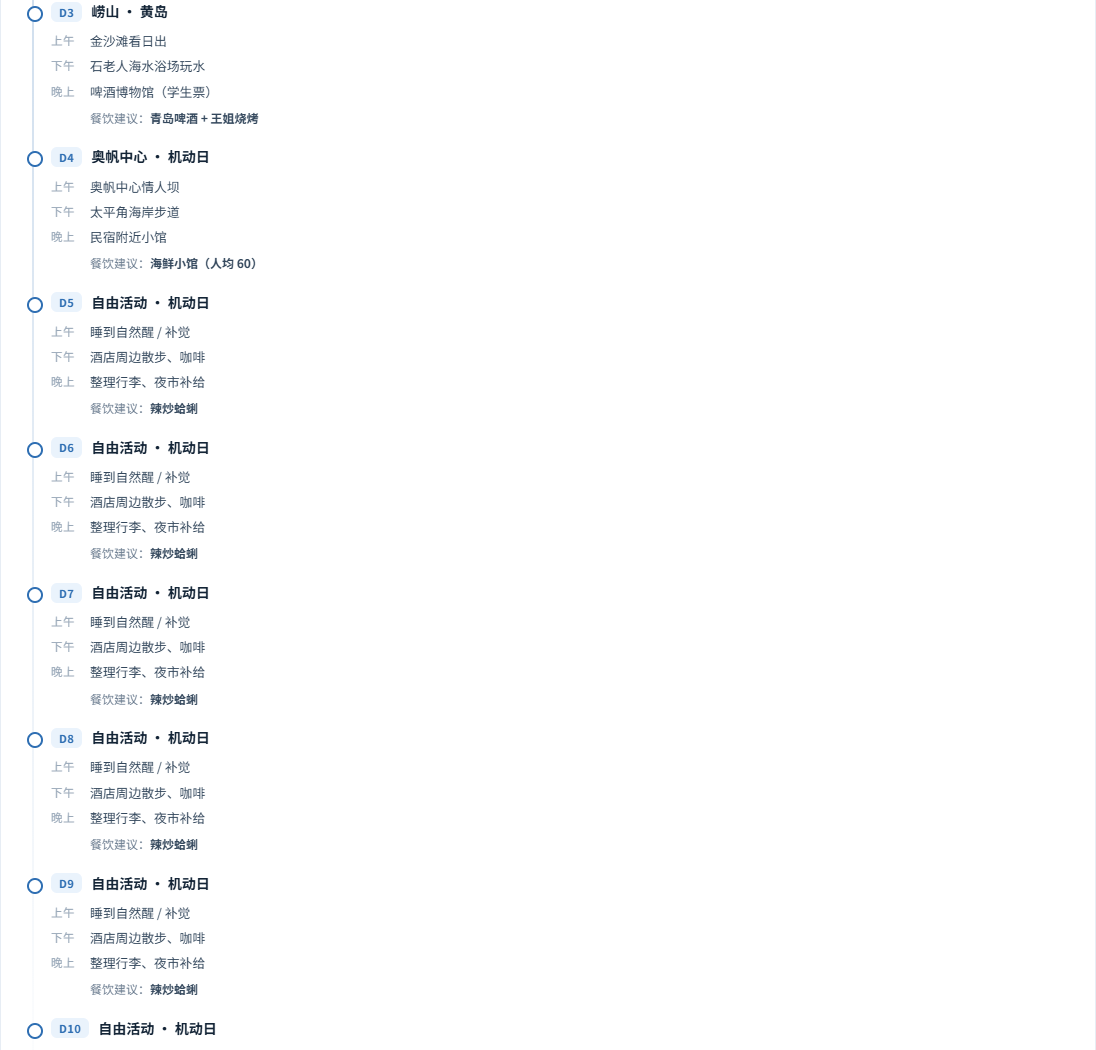 D3 崂山 · 黄岛
上午 金沙滩看日出
下午 石老人海水浴场玩水
晚上 啤酒博物馆（学生票）
餐饮建议：青岛啤酒 + 王姐烧烤
D4 奥帆中心 · 机动日
上午 奥帆中心情人坝
下午 太平角海岸步道
晚上 民宿附近小馆
餐饮建议：海鲜小馆（人均 60）
D5 自由活动 · 机动日
上午 睡到自然醒 / 补觉
下午 酒店周边散步、咖啡
晚上 整理行李、夜市补给
餐饮建议：辣炒蛤蜊
D6 自由活动 · 机动日
上午 睡到自然醒 / 补觉
下午 酒店周边散步、咖啡
晚上 整理行李、夜市补给
餐饮建议：辣炒蛤蜊
D7 自由活动 · 机动日
上午 睡到自然醒 / 补觉
下午 酒店周边散步、咖啡
晚上 整理行李、夜市补给
餐饮建议：辣炒蛤蜊
D8 自由活动 · 机动日
上午 睡到自然醒 / 补觉
下午 酒店周边散步、咖啡
晚上 整理行李、夜市补给
餐饮建议：辣炒蛤蜊
D9 自由活动 · 机动日
上午 睡到自然醒 / 补觉
下午 酒店周边散步、咖啡
晚上 整理行李、夜市补给
餐饮建议：辣炒蛤蜊
D10 自由活动 · 机动日